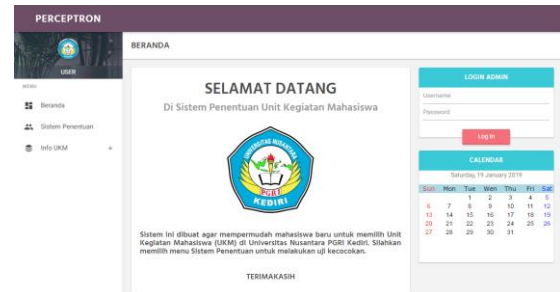 PERCEPTRON
USER
MENU
Beranda
Sistem Penentuan
Info UKM +
BERANDA
SELAMAT DATANG
Di Sistem Penentuan Unit Kegiatan Mahasiswa
UNIVERSITAS NUSANTARA
PGRI
KEDIRI
Sistem ini dibuat agar mempermudah mahasiswa baru untuk memilih Unit
Kegiatan Mahasiswa (UKM) di Universitas Nusantara PGRI Kediri. Silahkan
memilih menu Sistem Penentuan untuk melakukan uji kecocokan.
TERIMAKASIH
LOGIN ADMIN
Username
Password
Log In
CALENDAR
Saturday, 19 January 2019
Sun Mon Tue Wen Thu Fri Sat
1 2 3 4 5
6 7 8 9 10 11 12
13 14 15 16 17 18 19
20 21 22 23 24 25 26
27 28 29 30 31